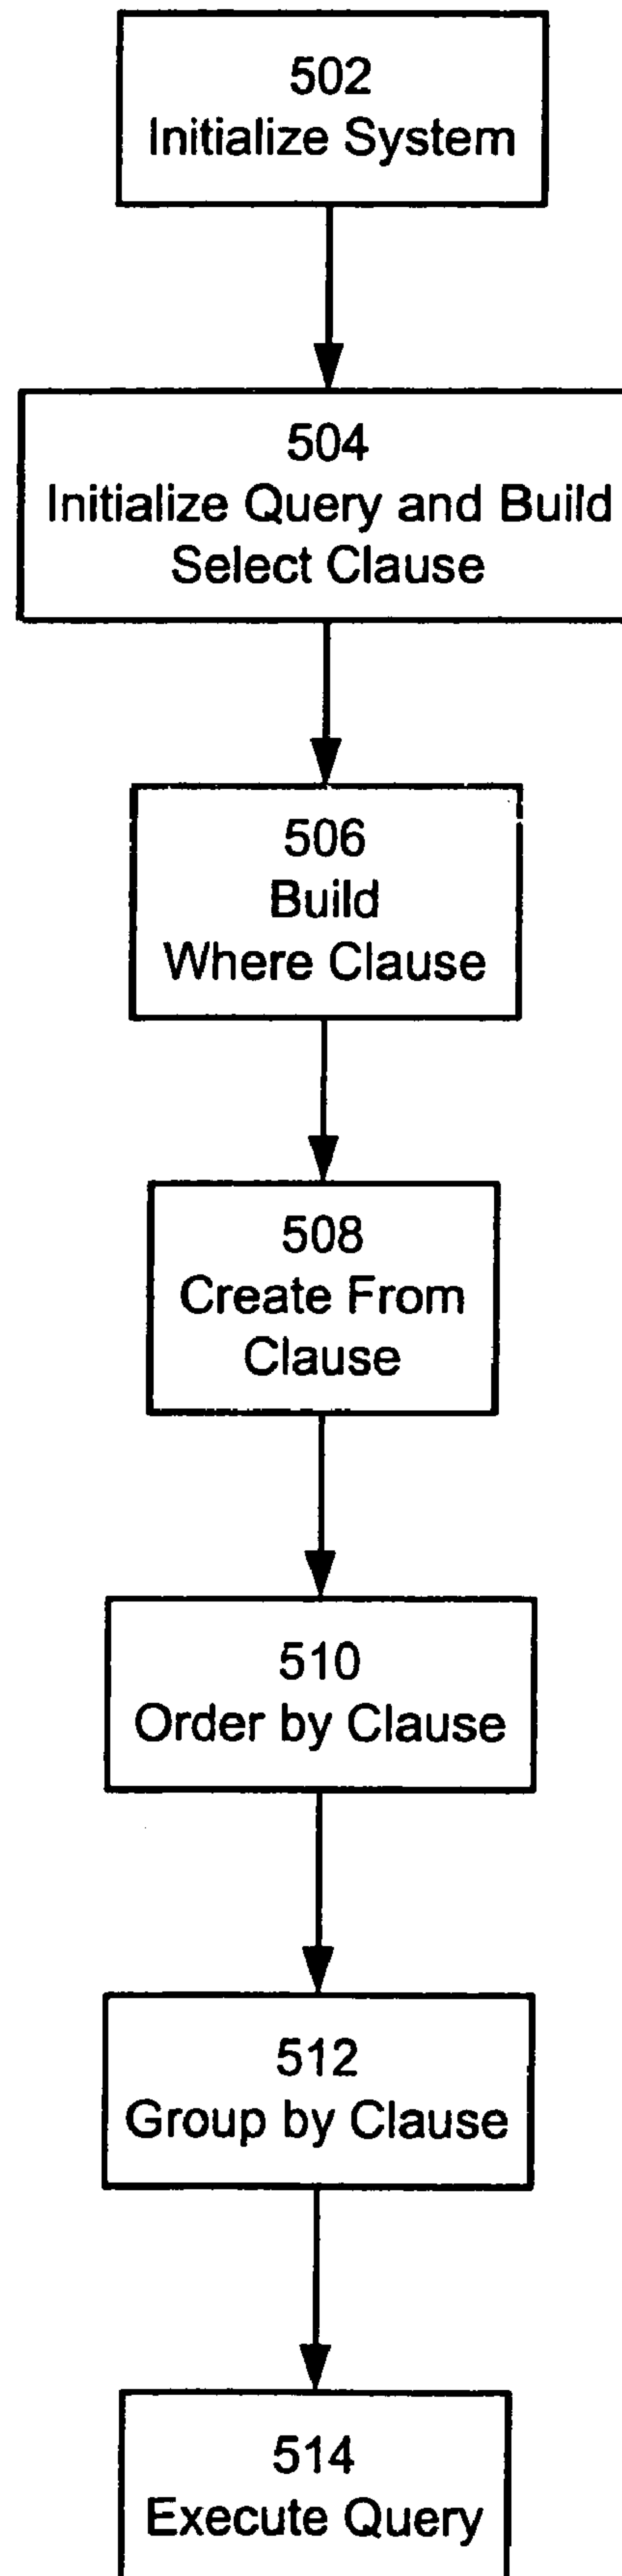 502
Initialize System
504
Initialize Query and Build
Select Clause
506
Build
Where Clause
508
Create From
Clause
510
Order by Clause
512
Group by Clause
514
Execute Query